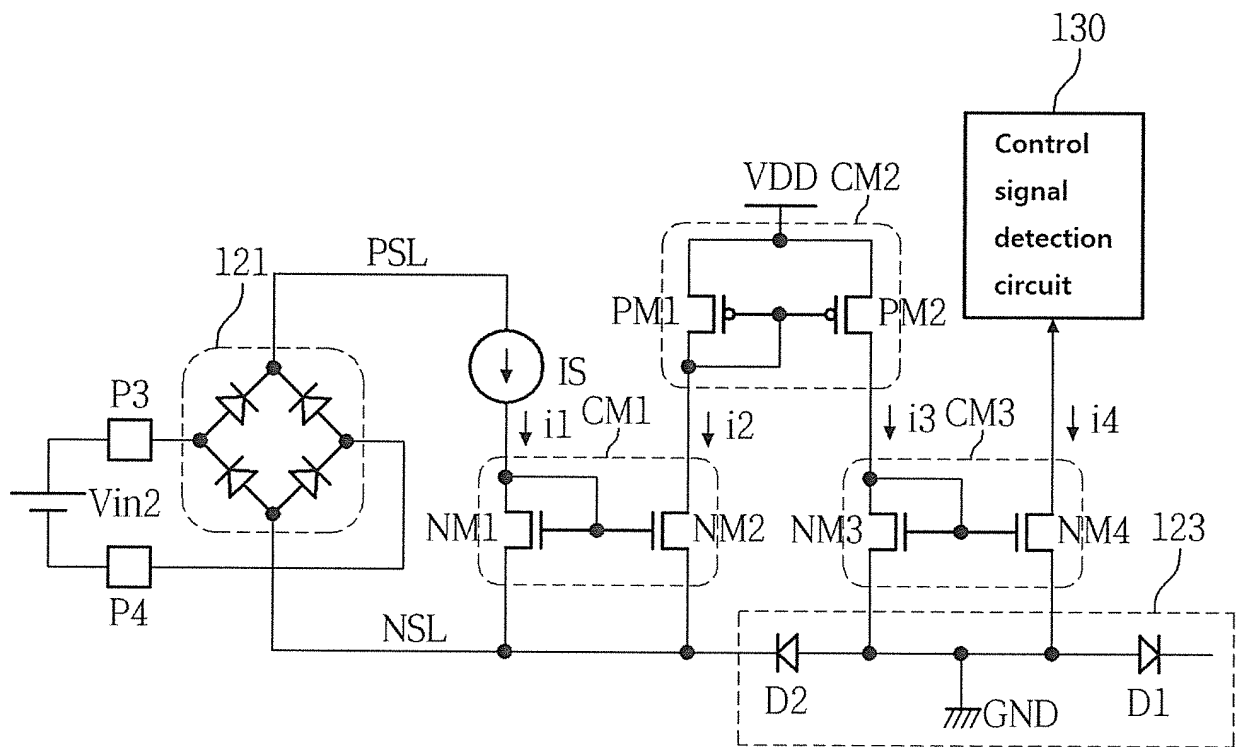 130
Control
signal
detection
circuit
VDD
CM2
121
PSL
PM1
PM2
P3
IS
i1
CM1
i2
i3
CM3
i4
Vin2
NM1
NM2
NM3
NM4
123
P4
NSL
D2
GND
D1